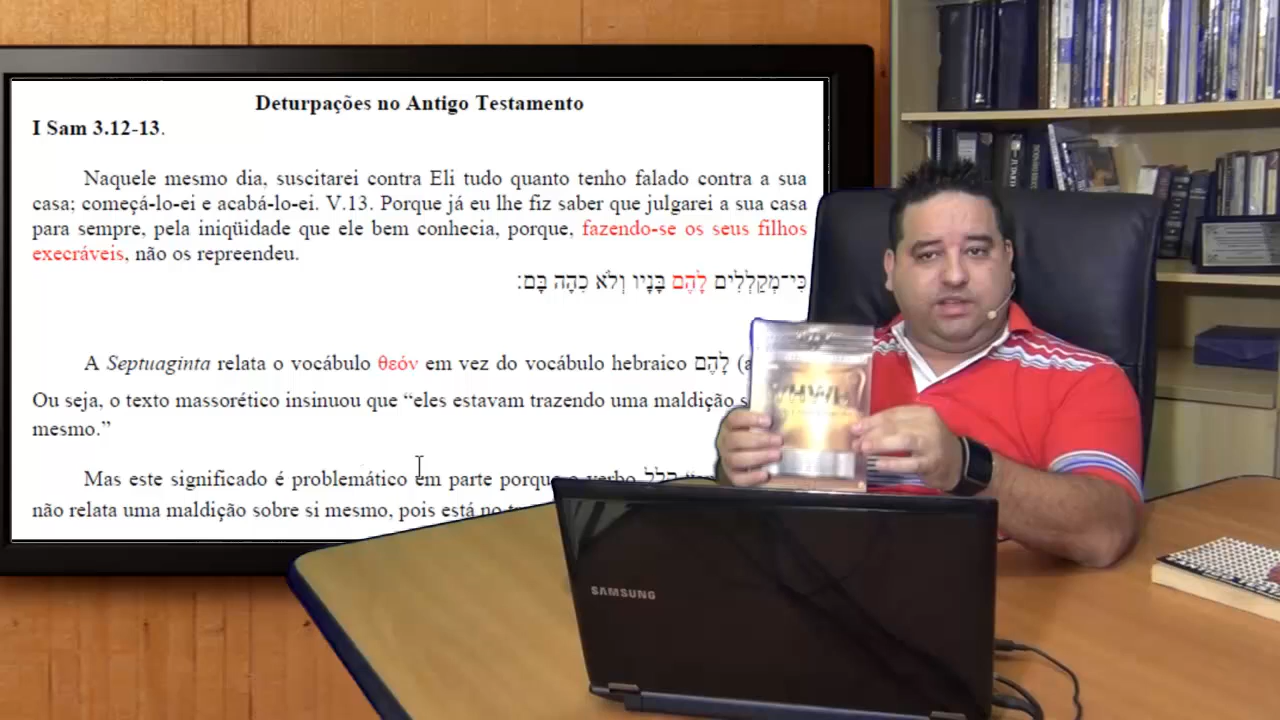 Deturpações no Antigo Testamento
I Sam 3.12-13.
Naquele mesmo dia, suscitarei contra Eli tudo quanto tenho falado contra a sua
casa; começá-lo-ei e acabá-lo-ei. V.13. Porque já eu lhe fiz saber que julgarei a sua casa
para sempre, pela iniqüidade que ele bem conhecia, porque, fazendo-se os seus filhos
execráveis, não os repreendeu.
כִּי־מְקַלְלִים לָהֶם בָּנָיו וְלֹא כִהָה בָּם׃
A Septuaginta relata o vocábulo θεόν em vez do vocábulo hebraico לָהֶם
Ou seja, o texto massorético insinuou que “eles estavam trazendo uma maldição
mesmo.”
Mas este significado é problemático em parte porque o verbo קלל
não relata uma maldição sobre si mesmo, pois está no
YHWH
SAMSUNG